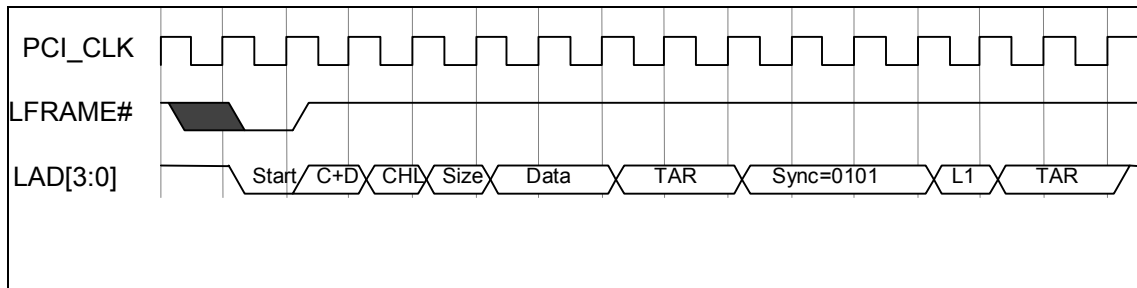 PCI_CLK
LFRAME#
LAD[3:0] Start C+D CHL Size Data TAR Sync=0101 L1 TAR